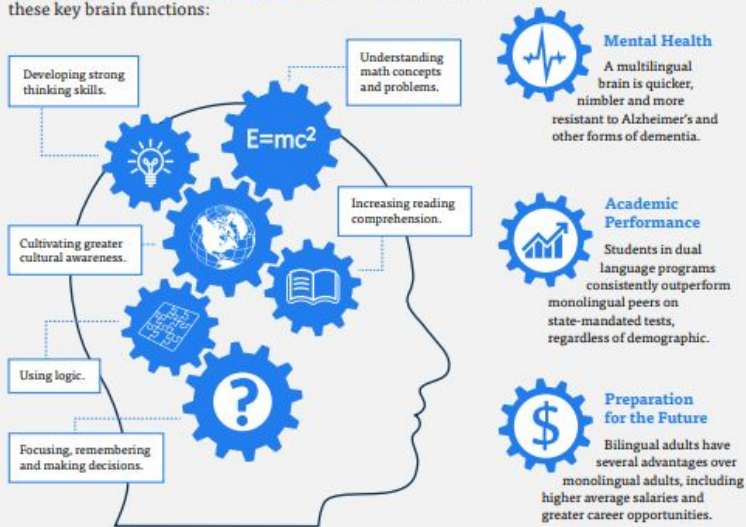 these key brain functions:
Developing strong
thinking skills.
Understanding
math concepts
and problems.
E=mc²
Cultivating greater
cultural awareness.
Increasing reading
comprehension.
Using logic.
?
Focusing, remembering
and making decisions.
Mental Health
A multilingual
brain is quicker,
nimbler and more
resistant to Alzheimer's and
other forms of dementia.
Academic
Performance
Students in dual
language programs
consistently outperform
monolingual peers on
state-mandated tests,
regardless of demographic.
$
Preparation
for the Future
Bilingual adults have
several advantages over
monolingual adults, including
higher average salaries and
greater career opportunities.